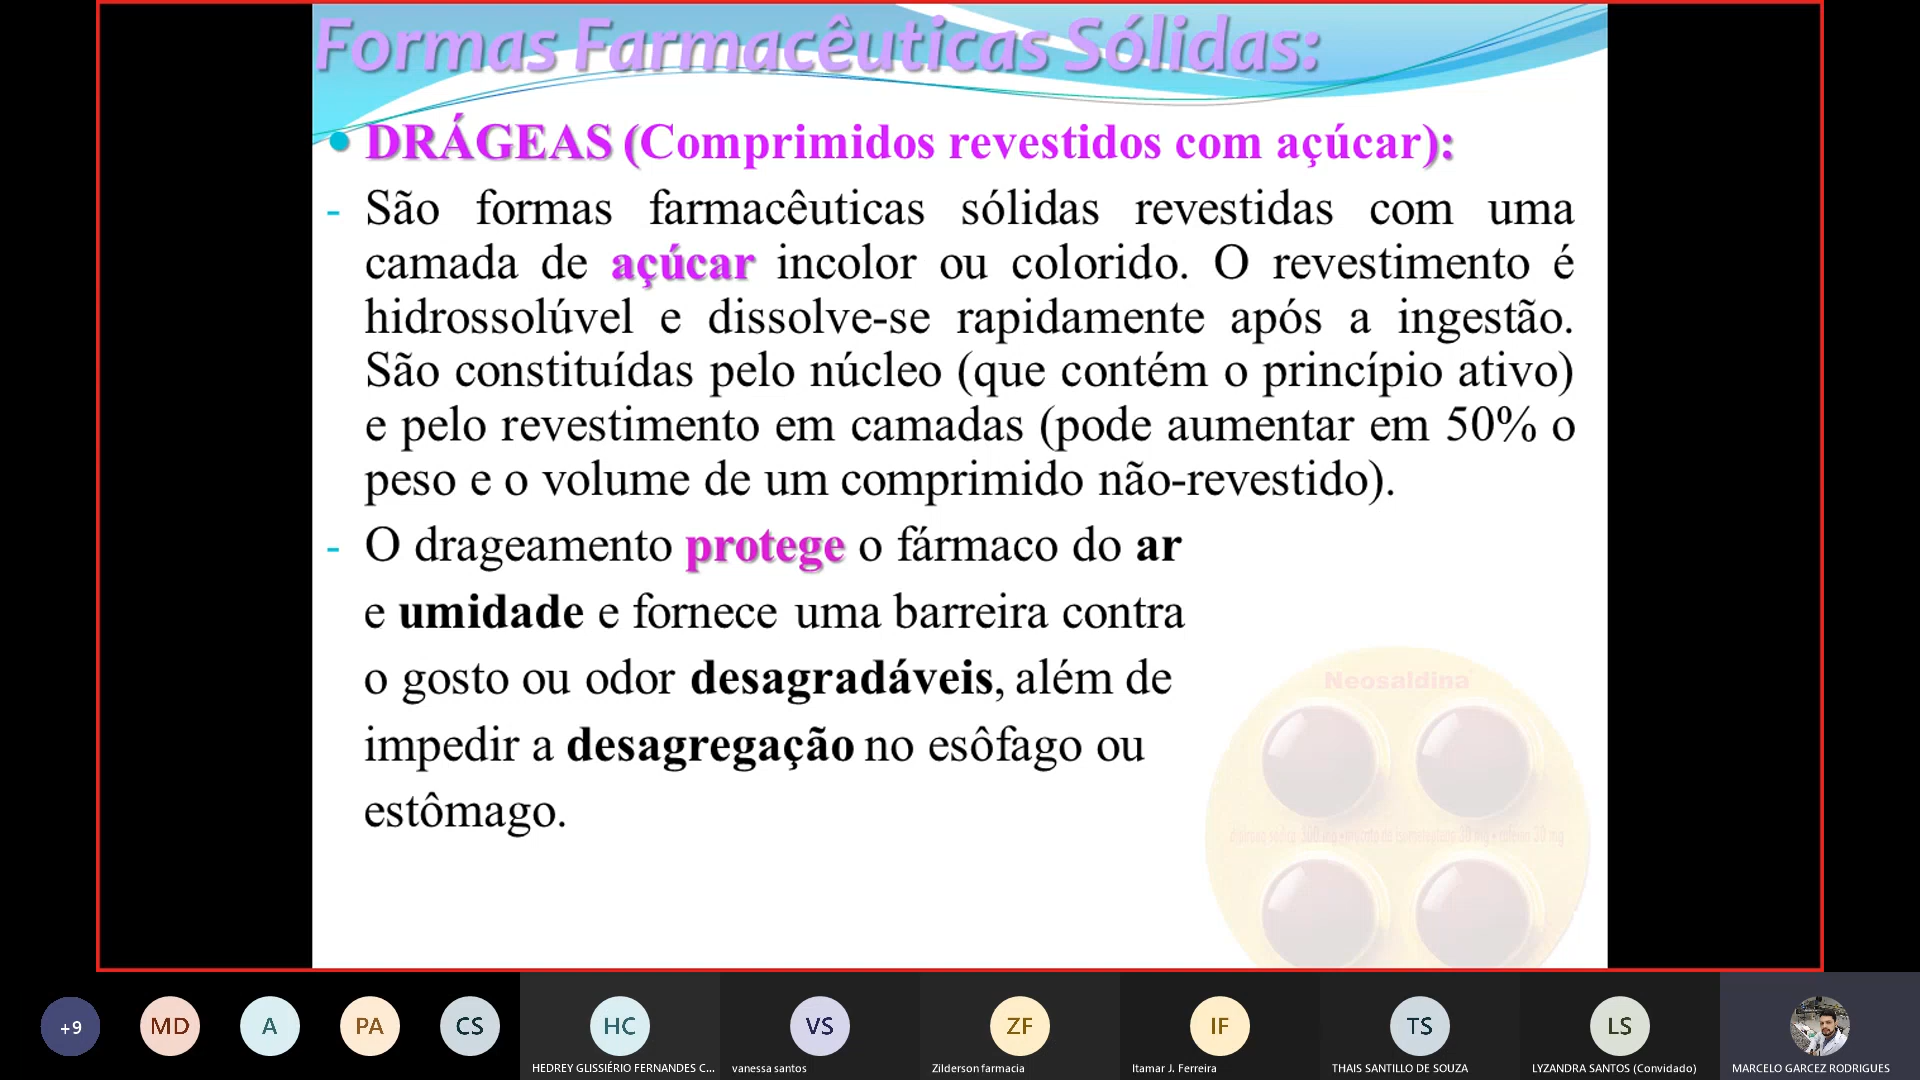 Formas Farmacêuticas Sólidas:
• DRÁGEAS (Comprimidos revestidos com açúcar):
- São formas farmacêuticas sólidas revestidas com uma
camada de açúcar incolor ou colorido. O revestimento é
hidrossolúvel e dissolve-se rapidamente após a ingestão.
São constituídas pelo núcleo (que contém o princípio ativo)
e pelo revestimento em camadas (pode aumentar em 50% o
peso e o volume de um comprimido não-revestido).
- O drageamento protege o fármaco do ar
e umidade e fornece uma barreira contra
o gosto ou odor desagradáveis, além de
impedir a desagregação no esôfago ou
estômago.
Neosaldina
+9
MD
A
PA
CS
HC
VS
ZF
IF
TS
LS
HEDREY GLISSIÉRIO FERNANDES C...
vanessa santos
Zilderson farmacia
Itamar J. Ferreira
THAIS SANTILLO DE SOUZA
LYZANDRA SANTOS (Convidado)
MARCELO GARCEZ RODRIGUES